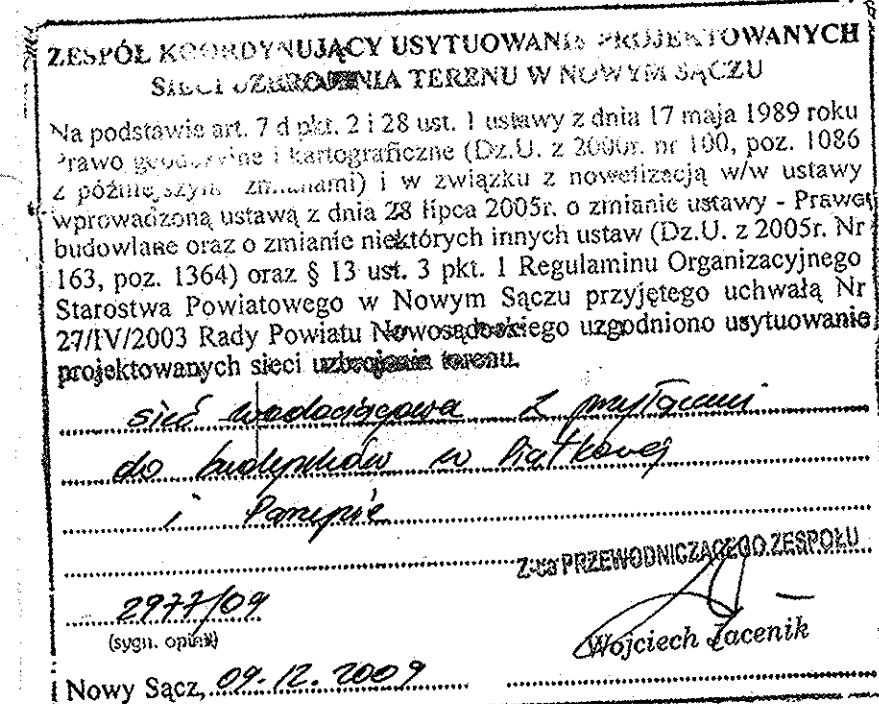 ZESPÓŁ KOORDYNUJĄCY USYTUOWANIE PROJEKTOWANYCH
SIECI UZBROJENIA TERENU W NOWYM SĄCZU
Na podstawie art. 7 d pkt. 2 i 28 ust. 1 ustawy z dnia 17 maja 1989 roku
Prawo geodezyjne i kartograficzne (Dz.U. z 2000r. nr 100, poz. 1086
z późniejszymi zmianami) i w związku z nowelizacją w/w ustawy
wprowadzoną ustawą z dnia 28 lipca 2005r. o zmianie ustawy - Prawo
budowlane oraz o zmianie niektórych innych ustaw (Dz.U. z 2005r. Nr
163, poz. 1364) oraz § 13 ust. 3 pkt. 1 Regulaminu Organizacyjnego
Starostwa Powiatowego w Nowym Sączu przyjętego uchwałą Nr
27/IV/2003 Rady Powiatu Nowosądeckiego uzgodniono usytuowanie
projektowanych sieci uzbrojenia terenu.
sieć wodociągowa z przyłączami
do budynków w Piątkowej
i
Z-ca PRZEWODNICZĄCEGO ZESPOŁU
2977/09
(sygn. opinii)
Wojciech Zacenik
Nowy Sącz, 09.12.2009